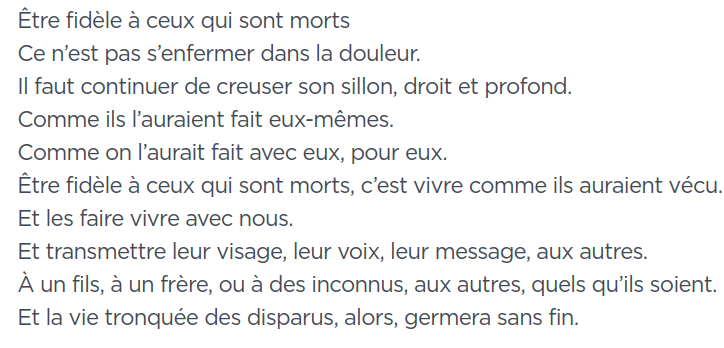 Être fidèle à ceux qui sont morts
Ce n’est pas s’enfermer dans la douleur.
Il faut continuer de creuser son sillon, droit et profond.
Comme ils l’auraient fait eux-mêmes.
Comme on l’aurait fait avec eux, pour eux.
Être fidèle à ceux qui sont morts, c’est vivre comme ils auraient vécu.
Et les faire vivre avec nous.
Et transmettre leur visage, leur voix, leur message, aux autres.
À un fils, à un frère, ou à des inconnus, aux autres, quels qu’ils soient.
Et la vie tronquée des disparus, alors, germera sans fin.